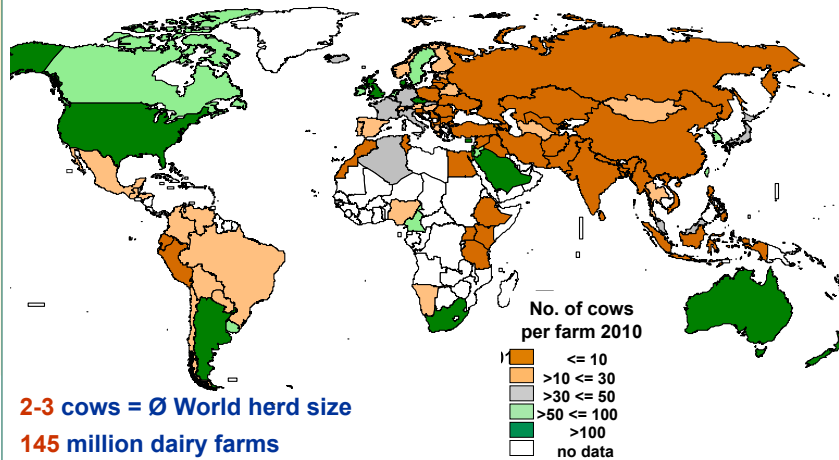 No. of cows
per farm 2010
<= 10
>10 <= 30
>30 <= 50
>50 <= 100
>100
no data
2-3 cows = Ø World herd size
145 million dairy farms